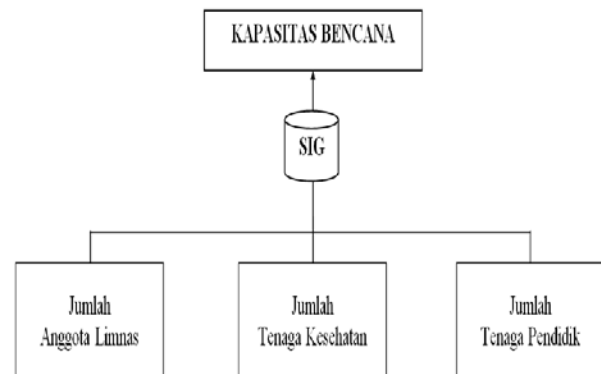 KAPASITAS BENCANA
SIG
Jumlah
Anggota Limnas
Jumlah
Tenaga Kesehatan
Jumlah
Tenaga Pendidik